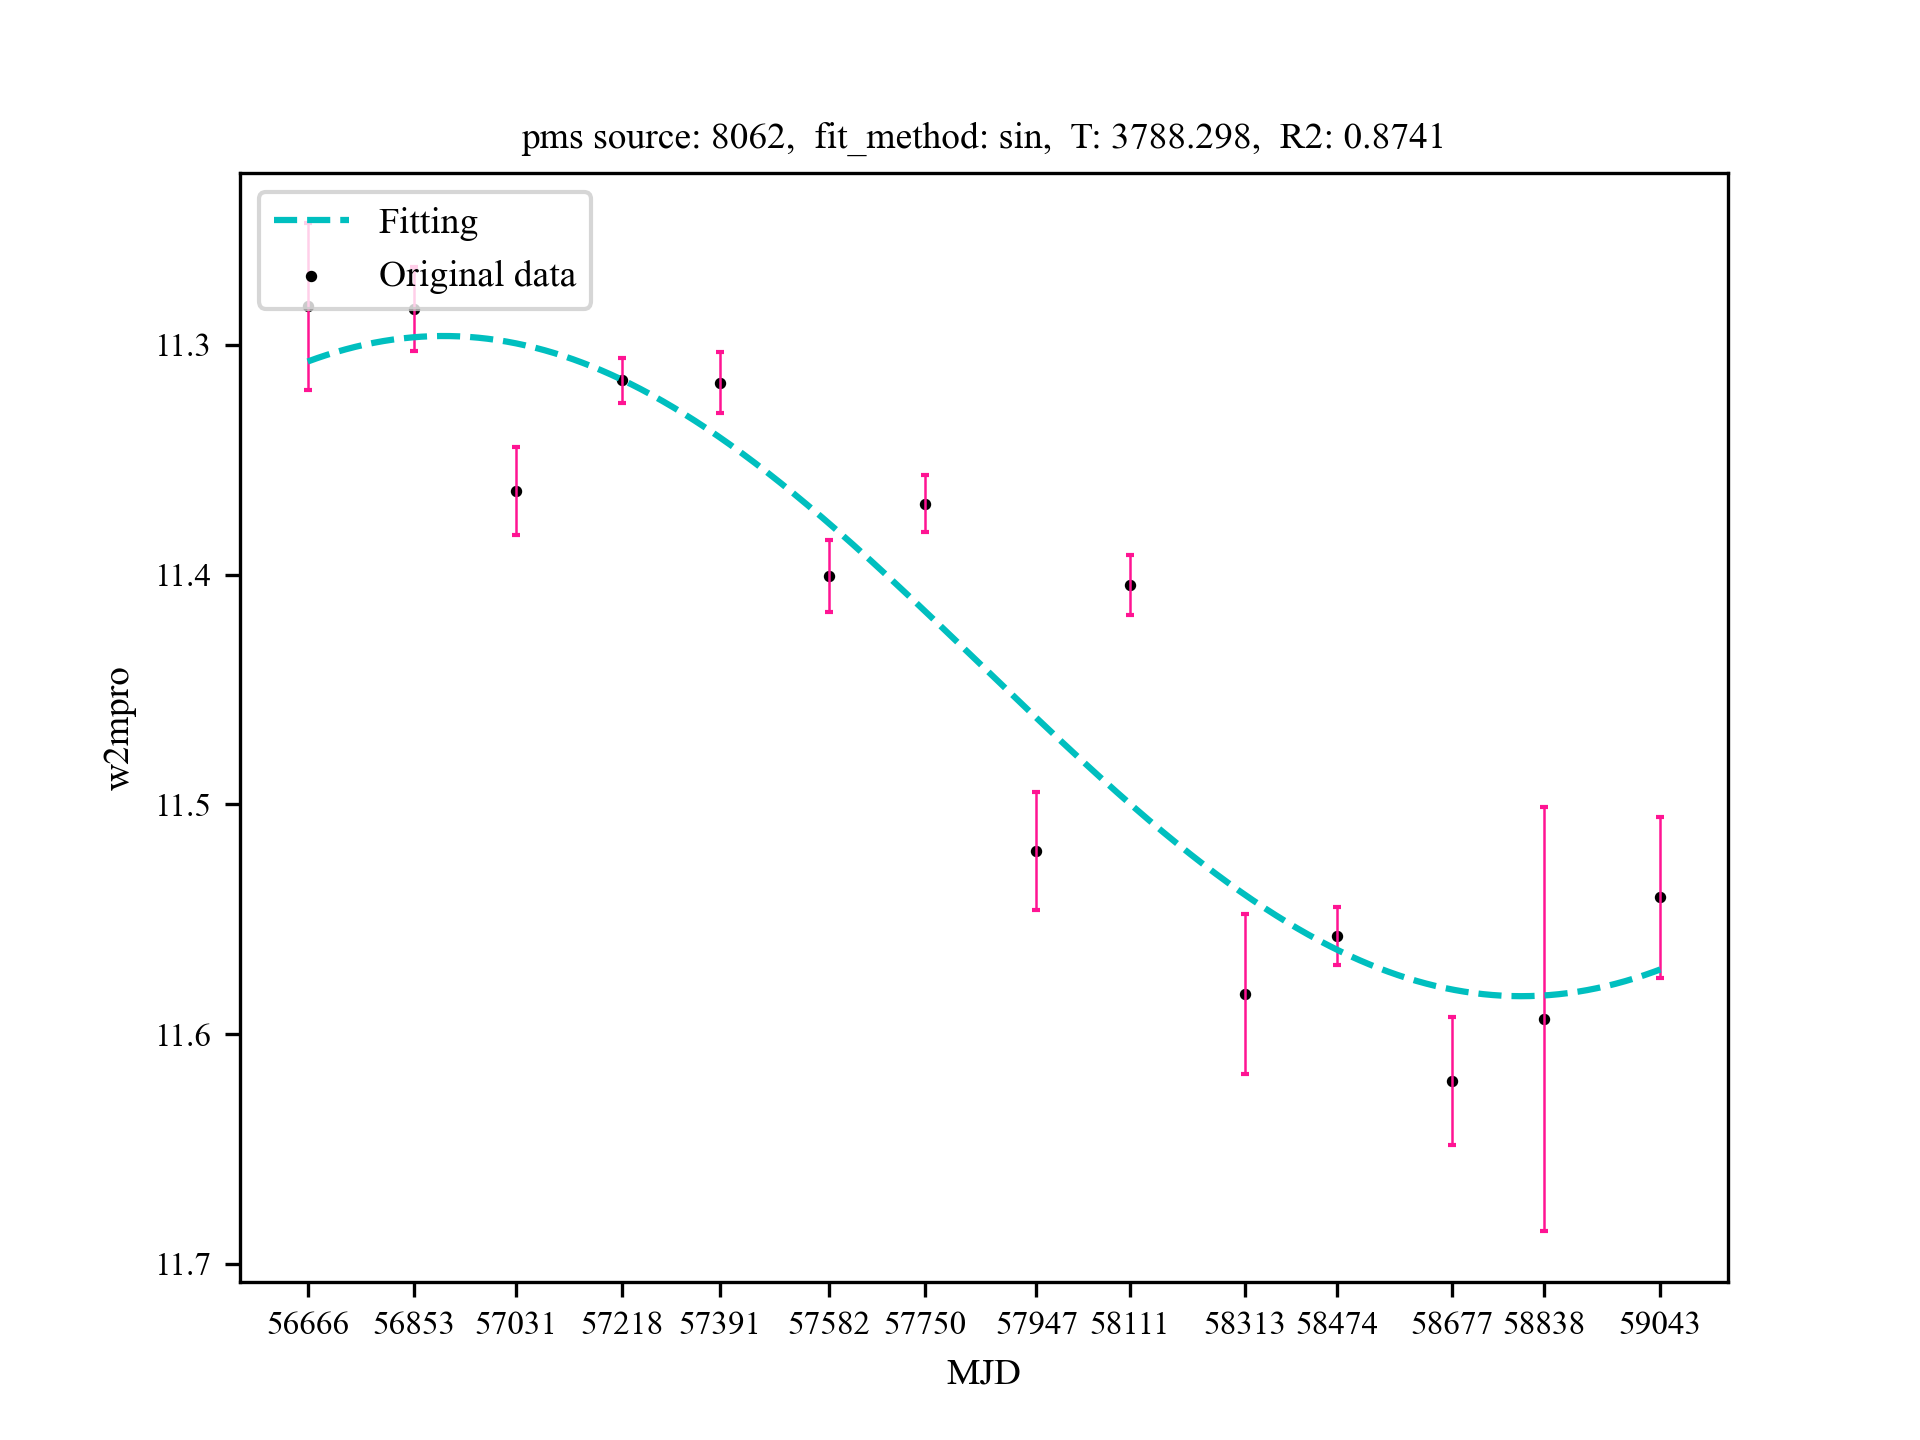 pms source: 8062,  fit_method: sin,  T: 3788.298,  R2: 0.8741
Fitting
Original data
11.3
11.4
11.5
11.6
11.7
w2mpro
56666 56853 57031 57218 57391 57582 57750 57947 58111 58313 58474 58677 58838 59043
MJD